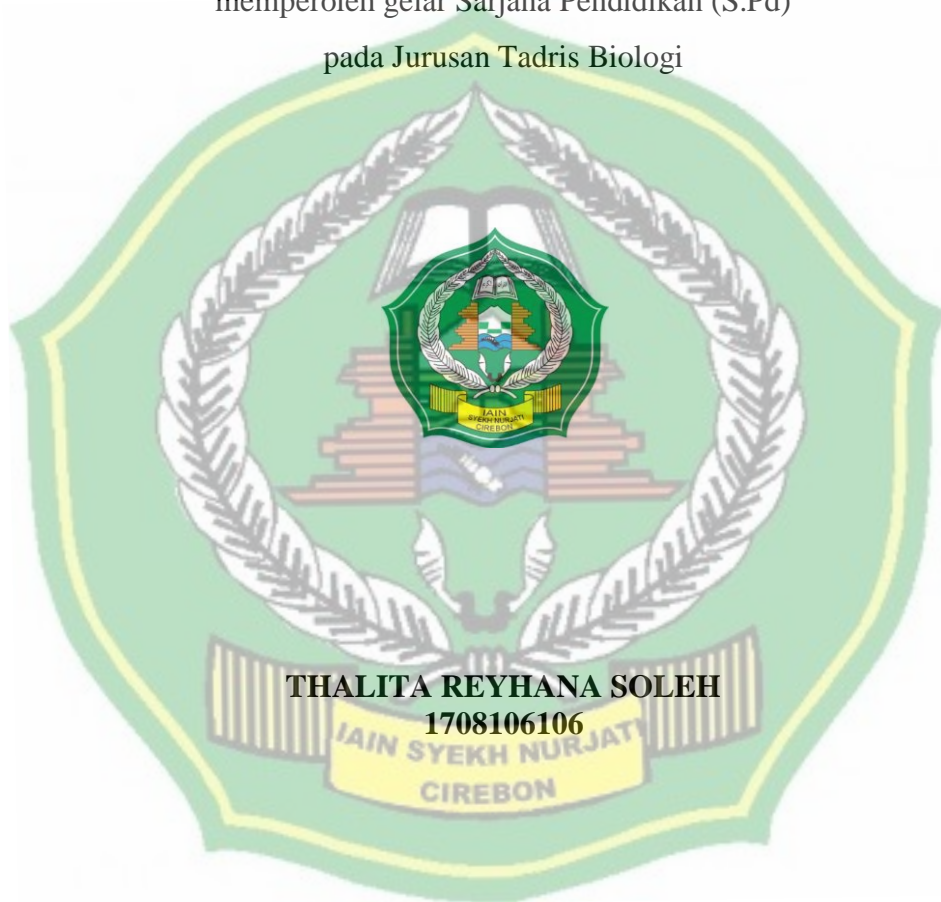 memperoleh gelar Sarjana Pendidikan (S.Pd)
pada Jurusan Tadris Biologi
IAIN
SYEKH NURJATI
CIREBON
THALITA REYHANA SOLEH
1708106106
IAIN SYEKH NURJATI
CIREBON